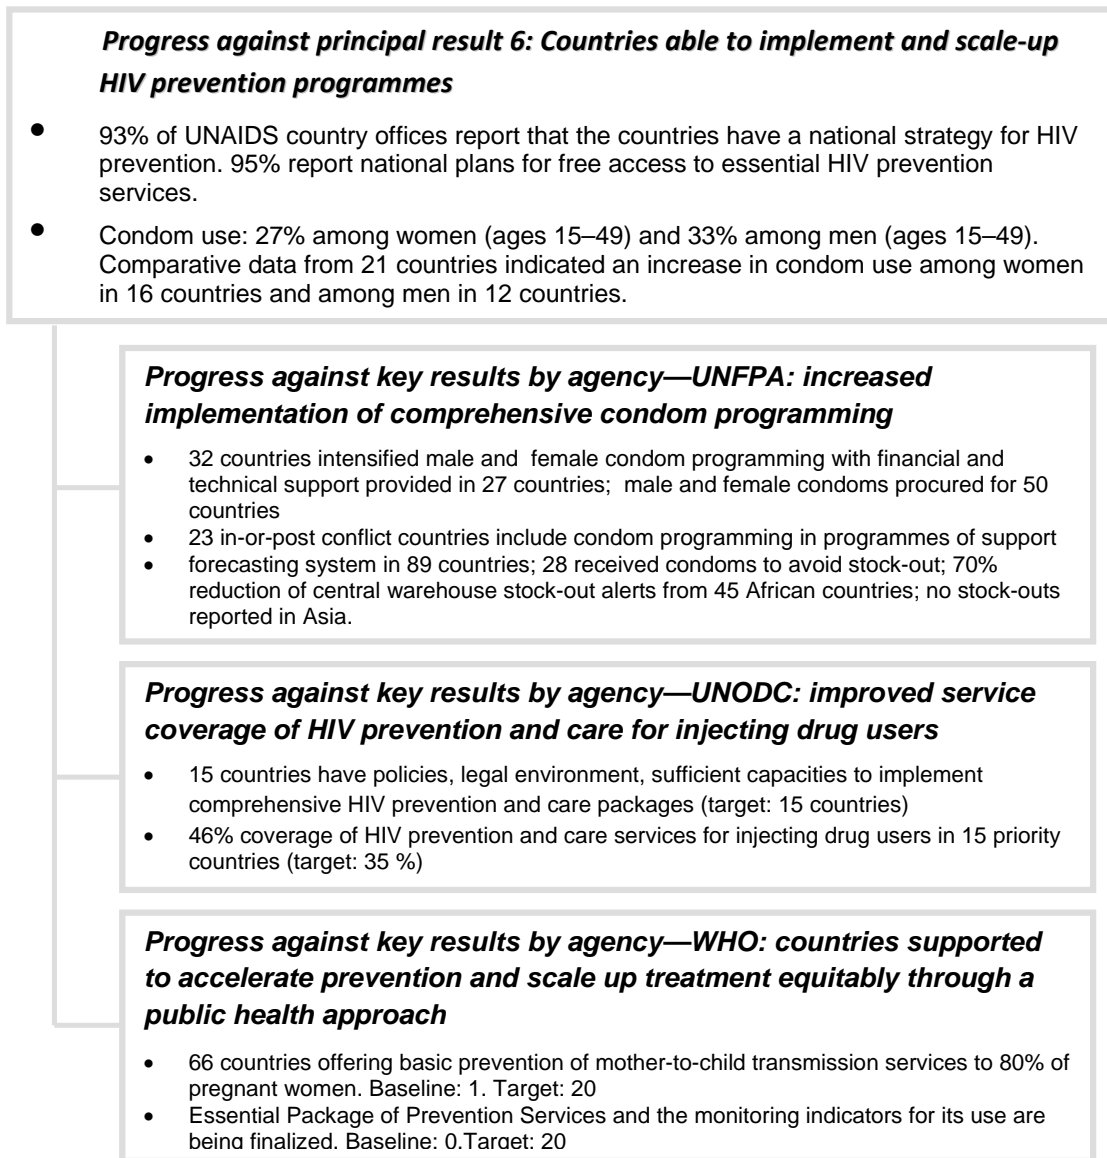 Progress against principal result 6: Countries able to implement and scale-up
HIV prevention programmes
• 93% of UNAIDS country offices report that the countries have a national strategy for HIV
prevention. 95% report national plans for free access to essential HIV prevention
services.
• Condom use: 27% among women (ages 15–49) and 33% among men (ages 15–49).
Comparative data from 21 countries indicated an increase in condom use among women
in 16 countries and among men in 12 countries.
Progress against key results by agency—UNFPA: increased
implementation of comprehensive condom programming
• 32 countries intensified male and female condom programming with financial and
technical support provided in 27 countries; male and female condoms procured for 50
countries
• 23 in-or-post conflict countries include condom programming in programmes of support
• forecasting system in 89 countries; 28 received condoms to avoid stock-out; 70%
reduction of central warehouse stock-out alerts from 45 African countries; no stock-outs
reported in Asia.
Progress against key results by agency—UNODC: improved service
coverage of HIV prevention and care for injecting drug users
• 15 countries have policies, legal environment, sufficient capacities to implement
comprehensive HIV prevention and care packages (target: 15 countries)
• 46% coverage of HIV prevention and care services for injecting drug users in 15 priority
countries (target: 35 %)
Progress against key results by agency—WHO: countries supported
to accelerate prevention and scale up treatment equitably through a
public health approach
• 66 countries offering basic prevention of mother-to-child transmission services to 80% of
pregnant women. Baseline: 1. Target: 20
• Essential Package of Prevention Services and the monitoring indicators for its use are
being finalized. Baseline: 0.Target: 20